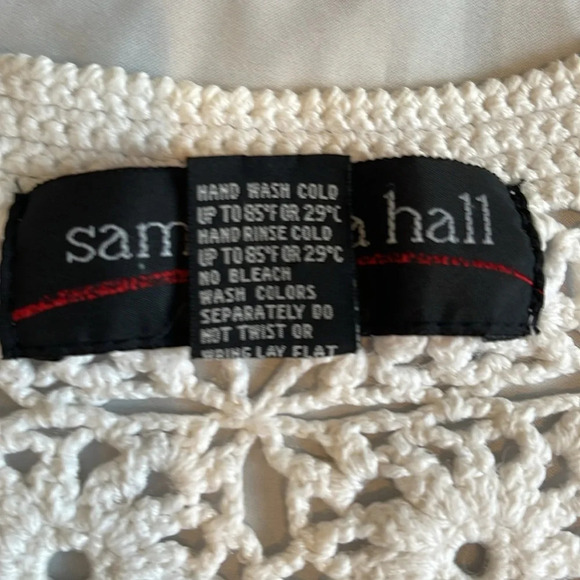 sam a hall
HAND WASH COLD
UP TO 85°F OR 29°C
HAND RINSE COLD
UP TO 85°F OR 29°C
NO BLEACH
WASH COLORS
SEPARATELY DO
NOT TWIST OR
WRING LAY FLAT